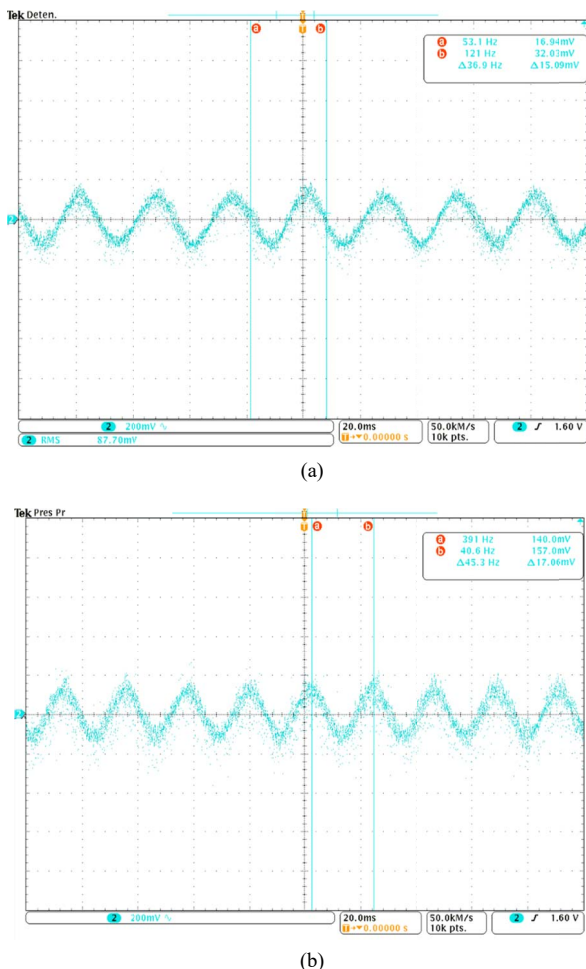 Tek Deten.
T
a
b
a 53.1 Hz 16.94mV
b 121 Hz 32.03mV
Δ36.9 Hz Δ15.09mV
2
2 200mV
20.0ms
T→▼0.00000 s
50.0kM/s
10k pts.
2 ∫ 1.60 V
2 RMS 87.70mV
(a)
Tek Pres Pr
T
a
b
a 391 Hz 140.0mV
b 40.6 Hz 157.0mV
Δ45.3 Hz Δ17.06mV
2
2 200mV
20.0ms
T→▼0.00000 s
50.0kM/s
10k pts.
2 ∫ 1.60 V
(b)